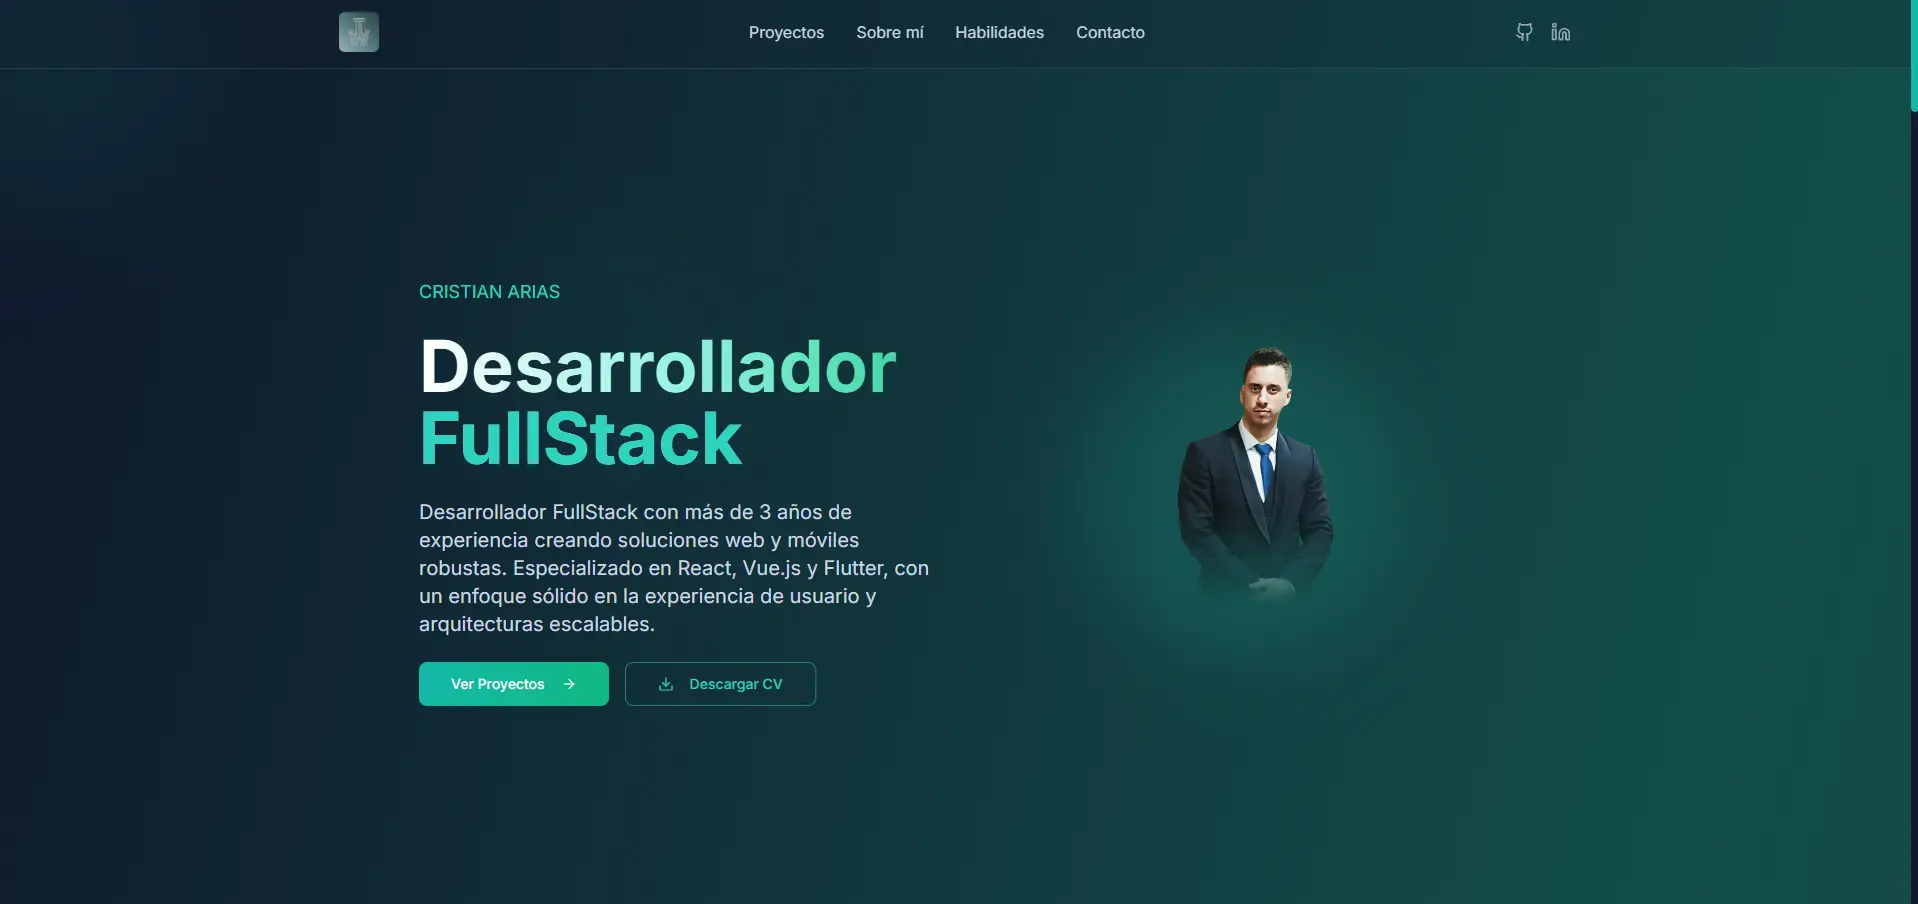 Proyectos
Sobre mí
Habilidades
Contacto
CRISTIAN ARIAS
Desarrollador
FullStack
Desarrollador FullStack con más de 3 años de
experiencia creando soluciones web y móviles
robustas. Especializado en React, Vue.js y Flutter, con
un enfoque sólido en la experiencia de usuario y
arquitecturas escalables.
Ver Proyectos
Descargar CV